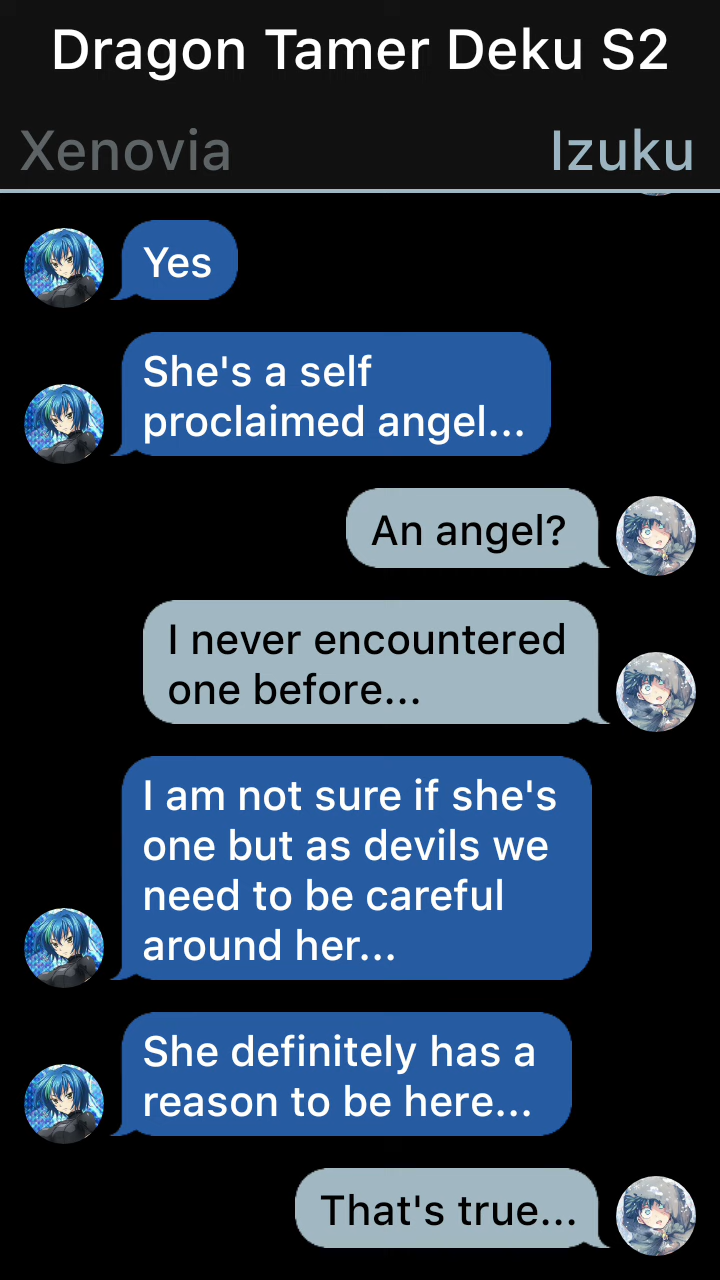 Dragon Tamer Deku S2
Xenovia
Izuku
Yes
She's a self
proclaimed angel...
An angel?
I never encountered
one before...
I am not sure if she's
one but as devils we
need to be careful
around her...
She definitely has a
reason to be here...
That's true...